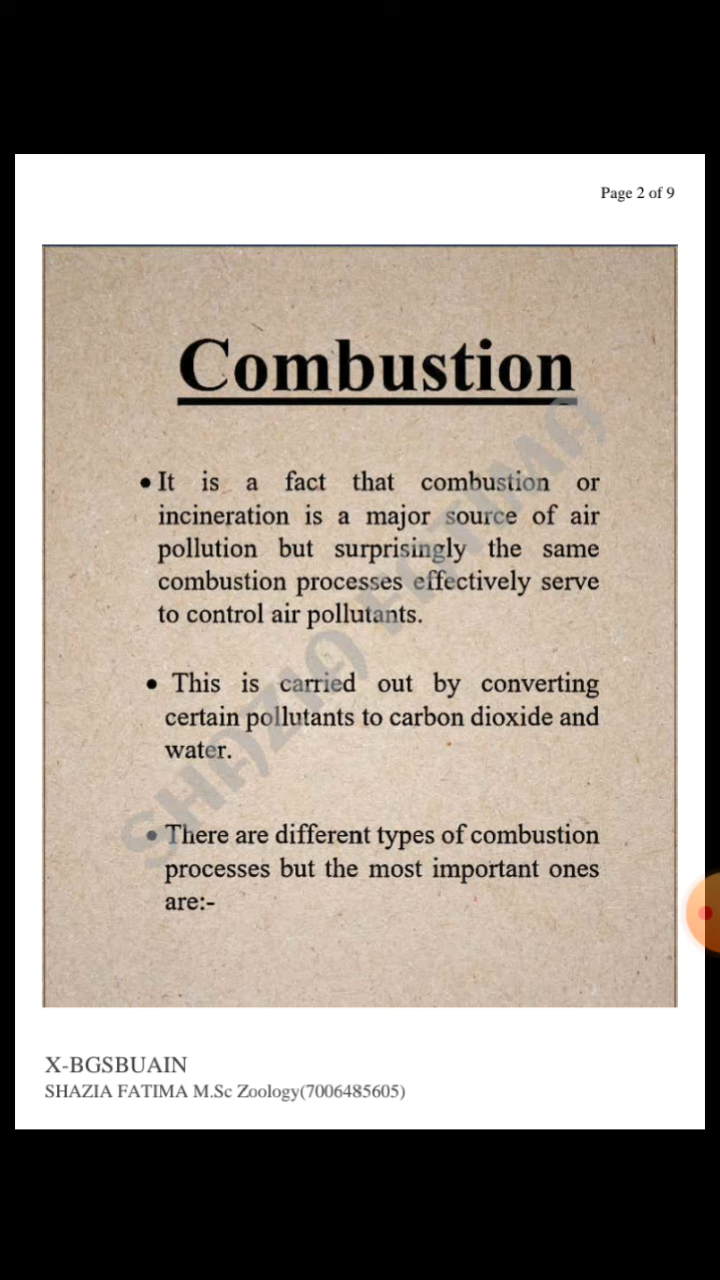 Page 2 of 9
Combustion
• It is a fact that combustion or
incineration is a major source of air
pollution but surprisingly the same
combustion processes effectively serve
to control air pollutants.
• This is carried out by converting
certain pollutants to carbon dioxide and
water.
• There are different types of combustion
processes but the most important ones
are:-
SHAZIA FATIMA
X-BGSBUAIN
SHAZIA FATIMA M.Sc Zoology(7006485605)